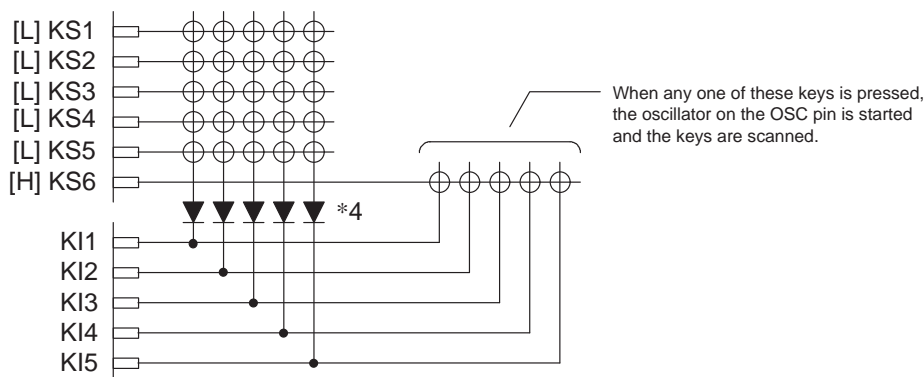 [L] KS1
[L] KS2
[L] KS3
[L] KS4
[L] KS5
[H] KS6
When any one of these keys is pressed,
the oscillator on the OSC pin is started
and the keys are scanned.
*4
KI1
KI2
KI3
KI4
KI5